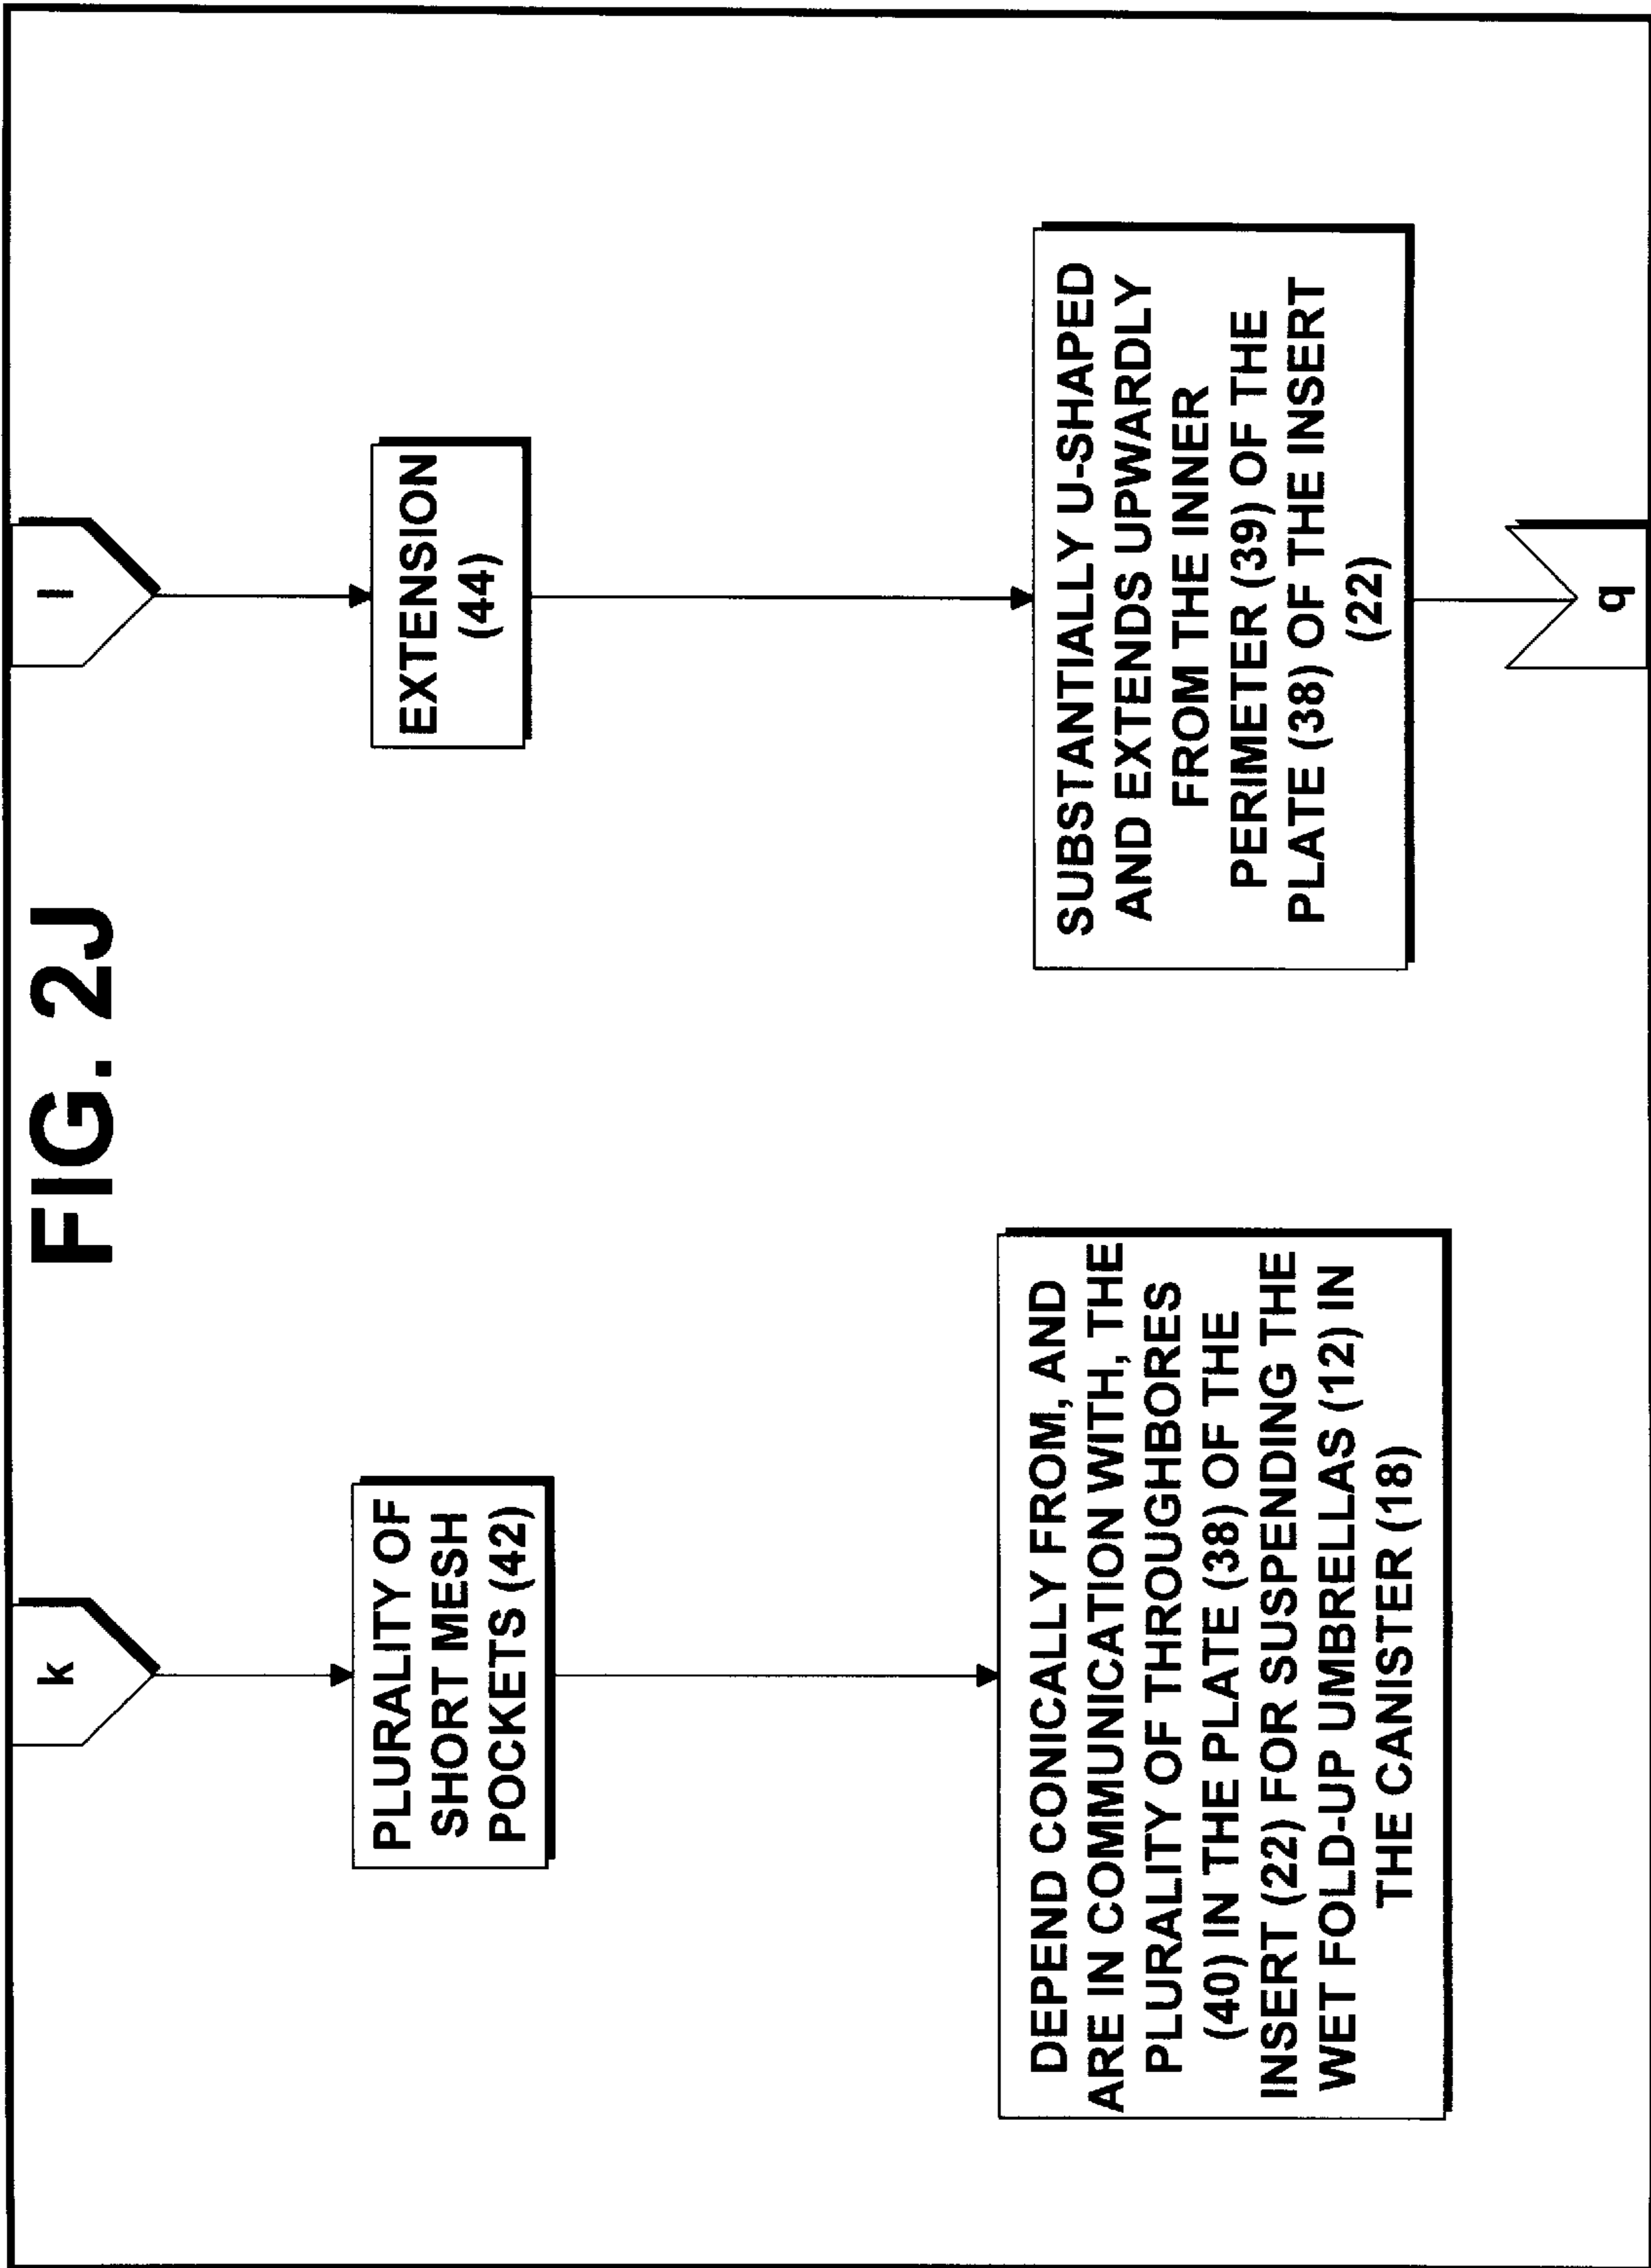 FIG. 2J
k
PLURALITY OF
SHORT MESH
POCKETS (42)
DEPEND CONICALLY FROM, AND
ARE IN COMMUNICATION WITH, THE
PLURALITY OF THROUGHBORES
(40) IN THE PLATE (38) OF THE
INSERT (22) FOR SUSPENDING THE
WET FOLD-UP UMBRELLAS (12) IN
THE CANISTER (18)
l
EXTENSION
(44)
SUBSTANTIALLY U-SHAPED
AND EXTENDS UPWARDLY
FROM THE INNER
PERIMETER (39) OF THE
PLATE (38) OF THE INSERT
(22)
q